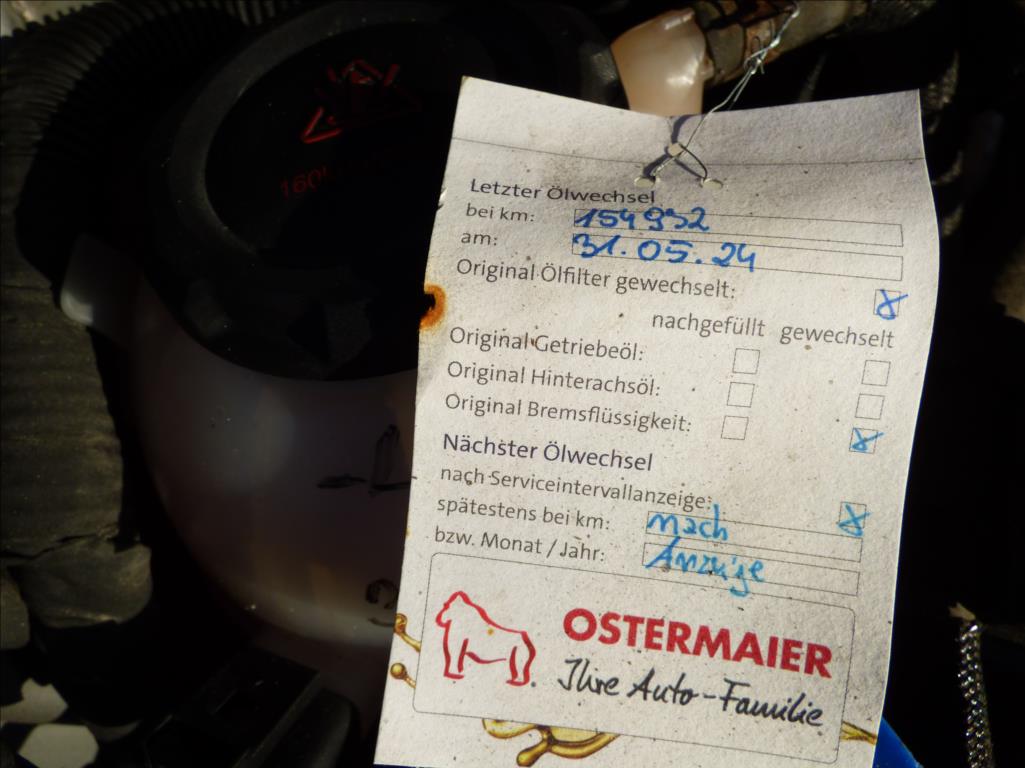 Letzter Ölwechsel
bei km: 154932
am: 31.05.24
Original Ölfilter gewechselt:
nachgefüllt gewechselt
Original Getriebeöl:
Original Hinterachsöl:
Original Bremsflüssigkeit:
Nächster Ölwechsel
nach Serviceintervallanzeige:
spätestens bei km: nach
bzw. Monat / Jahr: Anzeige
OSTERMAIER
Ihre Auto-Familie